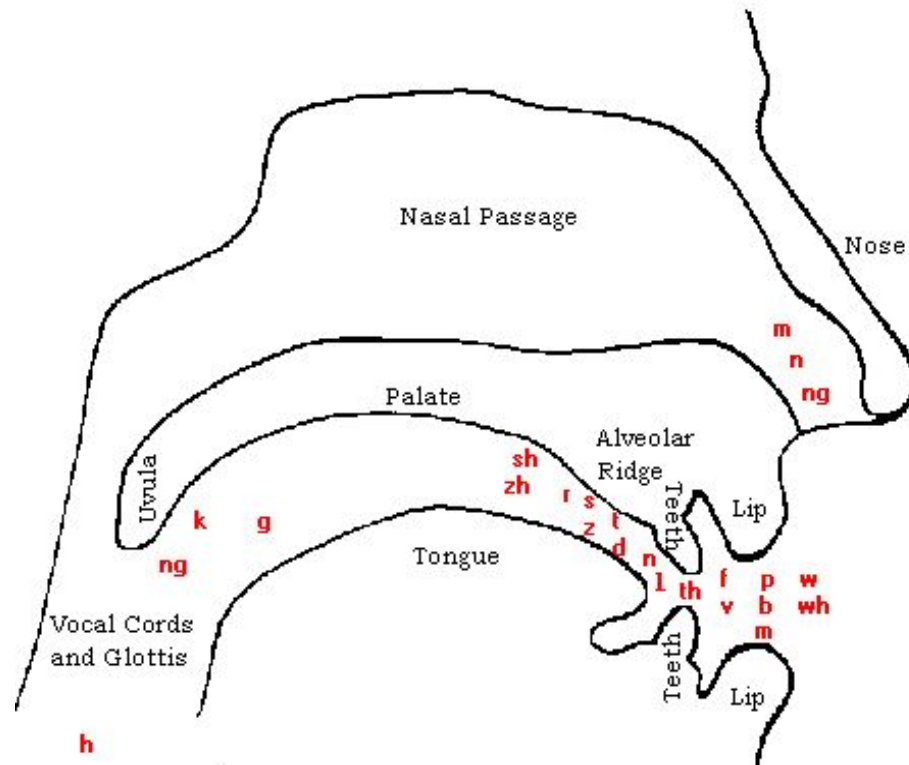 Nasal Passage
Nose
m
n
ng
Palate
Alveolar
Ridge
sh
zh
r
s
z
t
d
n
l
th
Teeth
Lip
Uvula
k
g
ng
Tongue
f
p
w
v
b
wh
m
Vocal Cords
and Glottis
Teeth
Lip
h